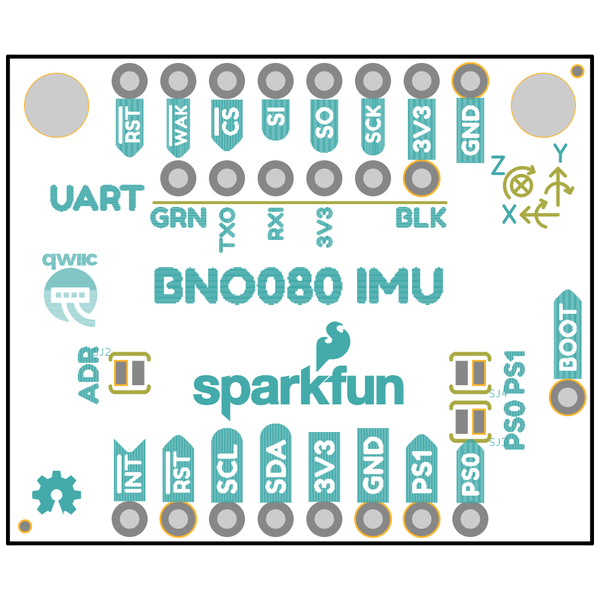 RST WAK CS SI SO SCK 3V3 GND
Z Y
X
UART
GRN TXO RXI 3V3 BLK
qwiic
BNO080 IMU
BOOT
ADR SJ2
sparkfun
SJ4 PS1
SJ3 PS0
INT RST SCL SDA 3V3 GND PS1 PS0